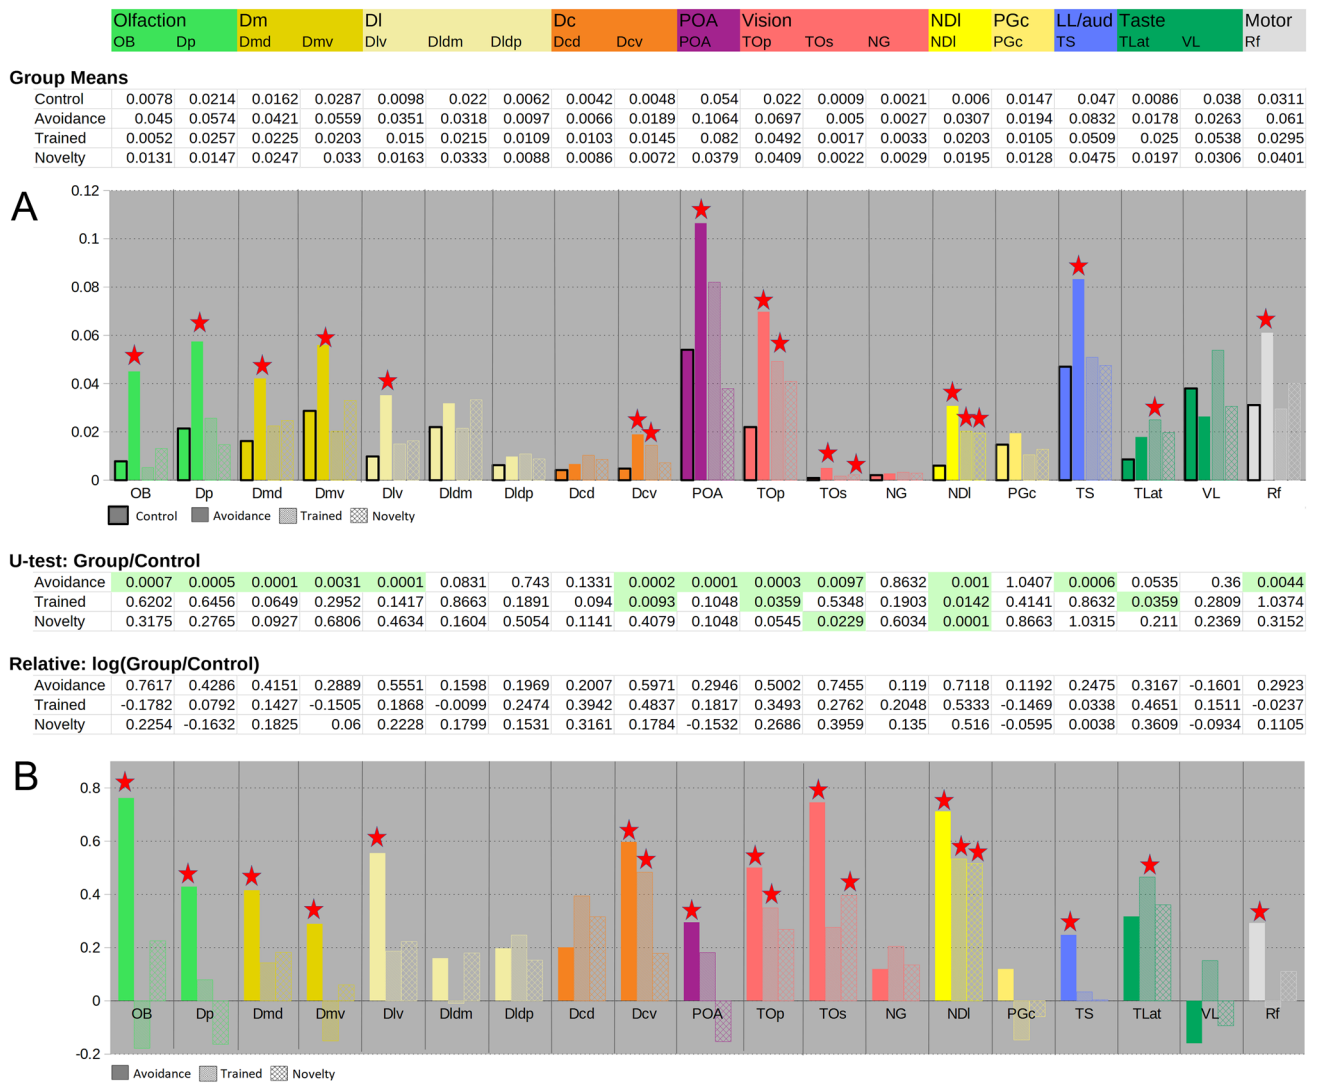 Olfaction Dm Dl Dc POA Vision NDl PGc LL/aud Taste Motor
OB Dp Dmd Dmv Dlv Dldm Dldp Dcd Dcv POA TOp TOs NG NDl PGc TS TLat VL Rf
Group Means
Control 0.0078 0.0214 0.0162 0.0287 0.0098 0.022 0.0062 0.0042 0.0048 0.054 0.022 0.0009 0.0021 0.006 0.0147 0.047 0.0086 0.038 0.0311
Avoidance 0.045 0.0574 0.0421 0.0559 0.0351 0.0318 0.0097 0.0066 0.0189 0.1064 0.0697 0.005 0.0027 0.0307 0.0194 0.0832 0.0178 0.0263 0.061
Trained 0.0052 0.0257 0.0225 0.0203 0.015 0.0215 0.0109 0.0103 0.0145 0.082 0.0492 0.0017 0.0033 0.0203 0.0105 0.0509 0.025 0.0538 0.0295
Novelty 0.0131 0.0147 0.0247 0.033 0.0163 0.0333 0.0088 0.0086 0.0072 0.0379 0.0409 0.0022 0.0029 0.0195 0.0128 0.0475 0.0197 0.0306 0.0401
A
0.12
0.1
0.08
0.06
0.04
0.02
0
OB Dp Dmd Dmv Dlv Dldm Dldp Dcd Dcv POA TOp TOs NG NDl PGc TS TLat VL Rf
Control Avoidance Trained Novelty
U-test: Group/Control
Avoidance 0.0007 0.0005 0.0001 0.0031 0.0001 0.0831 0.743 0.1331 0.0002 0.0001 0.0003 0.0097 0.8632 0.001 1.0407 0.0006 0.0535 0.36 0.0044
Trained 0.6202 0.6456 0.0649 0.2952 0.1417 0.8663 0.1891 0.094 0.0093 0.1048 0.0359 0.5348 0.1903 0.0142 0.4141 0.8632 0.0359 0.2809 1.0374
Novelty 0.3175 0.2765 0.0927 0.6806 0.4634 0.1604 0.5054 0.1141 0.4079 0.1048 0.0545 0.0229 0.6034 0.0001 0.8663 1.0315 0.211 0.2369 0.3152
Relative: log(Group/Control)
Avoidance 0.7617 0.4286 0.4151 0.2889 0.5551 0.1598 0.1969 0.2007 0.5971 0.2946 0.5002 0.7455 0.119 0.7118 0.1192 0.2475 0.3167 -0.1601 0.2923
Trained -0.1782 0.0792 0.1427 -0.1505 0.1868 -0.0099 0.2474 0.3942 0.4837 0.1817 0.3493 0.2762 0.2048 0.5333 -0.1469 0.0338 0.4651 0.1511 -0.0237
Novelty 0.2254 -0.1632 0.1825 0.06 0.2228 0.1799 0.1531 0.3161 0.1784 -0.1532 0.2686 0.3959 0.135 0.516 -0.0595 0.0038 0.3609 -0.0934 0.1105
B
0.8
0.6
0.4
0.2
0
OB Dp Dmd Dmv Dlv Dldm Dldp Dcd Dcv POA TOp TOs NG NDl PGc TS TLat VL Rf
-0.2
Avoidance Trained Novelty